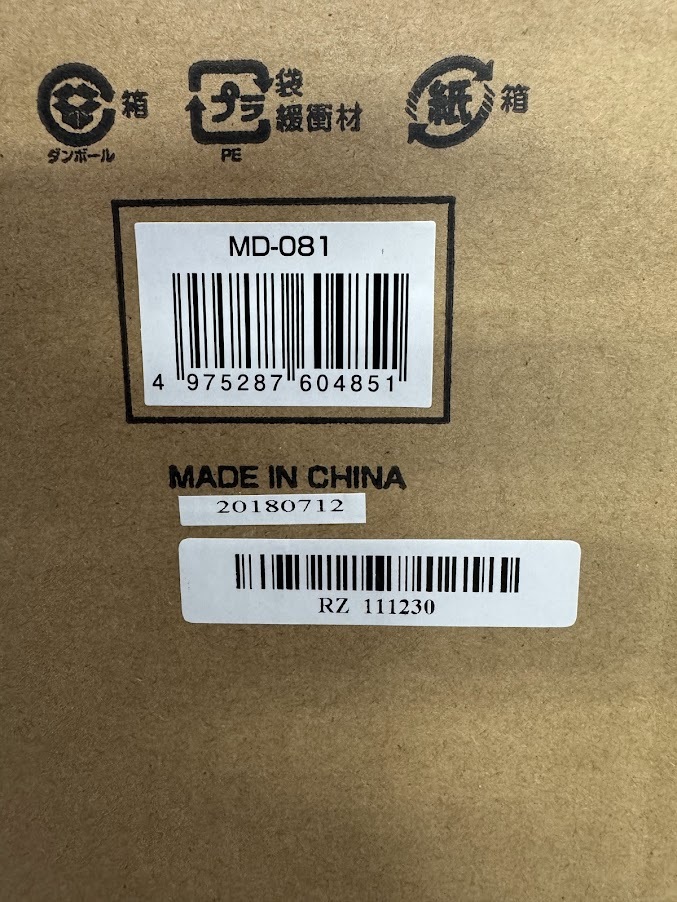 箱
ダンボール
プラ
袋
緩衝材
PE
紙
箱
MD-081
4 975287 604851
MADE IN CHINA
20180712
RZ 111230